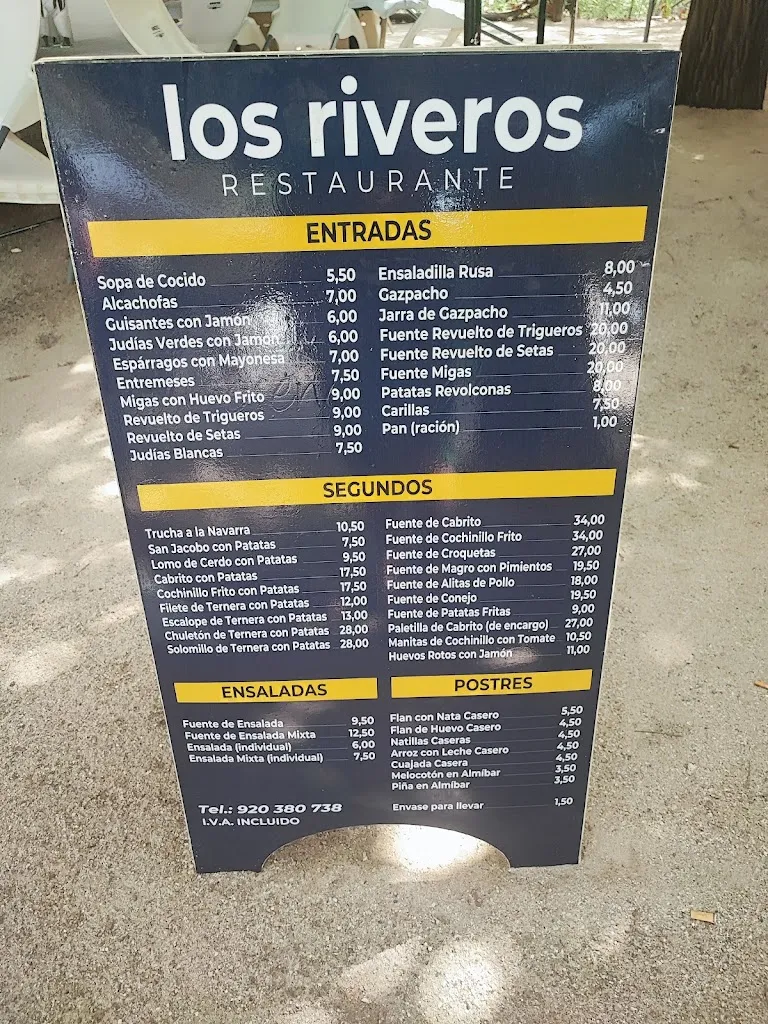 los riveros
RESTAURANTE
ENTRADAS
Sopa de Cocido 5,50
Alcachofas 7,00
Guisantes con Jamón 6,00
Judías Verdes con Jamón 6,00
Espárragos con Mayonesa 7,00
Entremeses 7,50
Migas con Huevo Frito 9,00
Revuelto de Trigueros 9,00
Revuelto de Setas 9,00
Judías Blancas 7,50
Ensaladilla Rusa 8,00
Gazpacho 4,50
Jarra de Gazpacho 11,00
Fuente Revuelto de Trigueros 20,00
Fuente Revuelto de Setas 20,00
Fuente Migas 20,00
Patatas Revolconas 8,00
Carillas 7,50
Pan (ración) 1,00
SEGUNDOS
Trucha a la Navarra 10,50
San Jacobo con Patatas 7,50
Lomo de Cerdo con Patatas 9,50
Cabrito con Patatas 17,50
Cochinillo Frito con Patatas 17,50
Filete de Ternera con Patatas 12,00
Escalope de Ternera con Patatas 13,00
Chuletón de Ternera con Patatas 28,00
Solomillo de Ternera con Patatas 28,00
Fuente de Cabrito 34,00
Fuente de Cochinillo Frito 34,00
Fuente de Croquetas 27,00
Fuente de Magro con Pimientos 19,50
Fuente de Alitas de Pollo 18,00
Fuente de Conejo 19,50
Fuente de Patatas Fritas 9,00
Paletilla de Cabrito (de encargo) 27,00
Manitas de Cochinillo con Tomate 10,50
Huevos Rotos con Jamón 11,00
ENSALADAS
Fuente de Ensalada 9,50
Fuente de Ensalada Mixta 12,50
Ensalada (individual) 6,00
Ensalada Mixta (individual) 7,50
POSTRES
Flan con Nata Casero 5,50
Flan de Huevo Casero 4,50
Natillas Caseras 4,50
Arroz con Leche Casero 4,50
Cuajada Casera 4,50
Melocotón en Almíbar 3,50
Piña en Almíbar 3,50
Envase para llevar 1,50
Tel.: 920 380 738
I.V.A. INCLUIDO